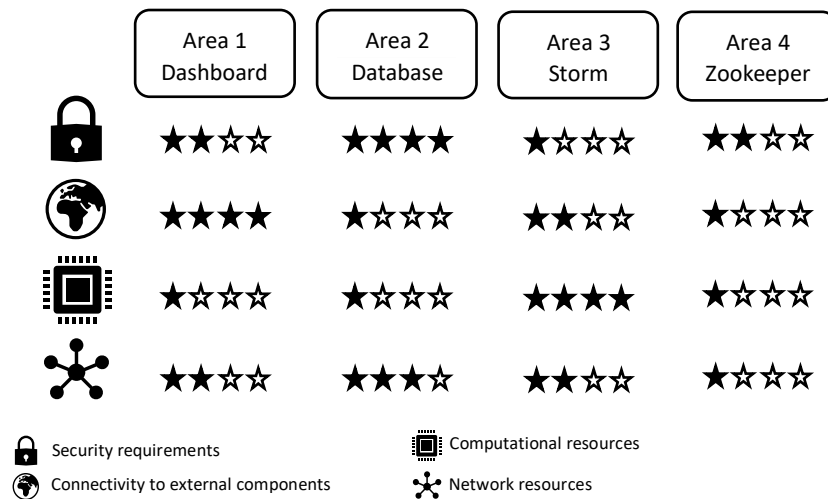 Area 1
Dashboard
Area 2
Database
Area 3
Storm
Area 4
Zookeeper
Security requirements
Computational resources
Connectivity to external components
Network resources